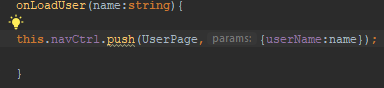 onLoadUser(name:string){
this.navCtrl.push(UserPage, params: {userName:name});
}